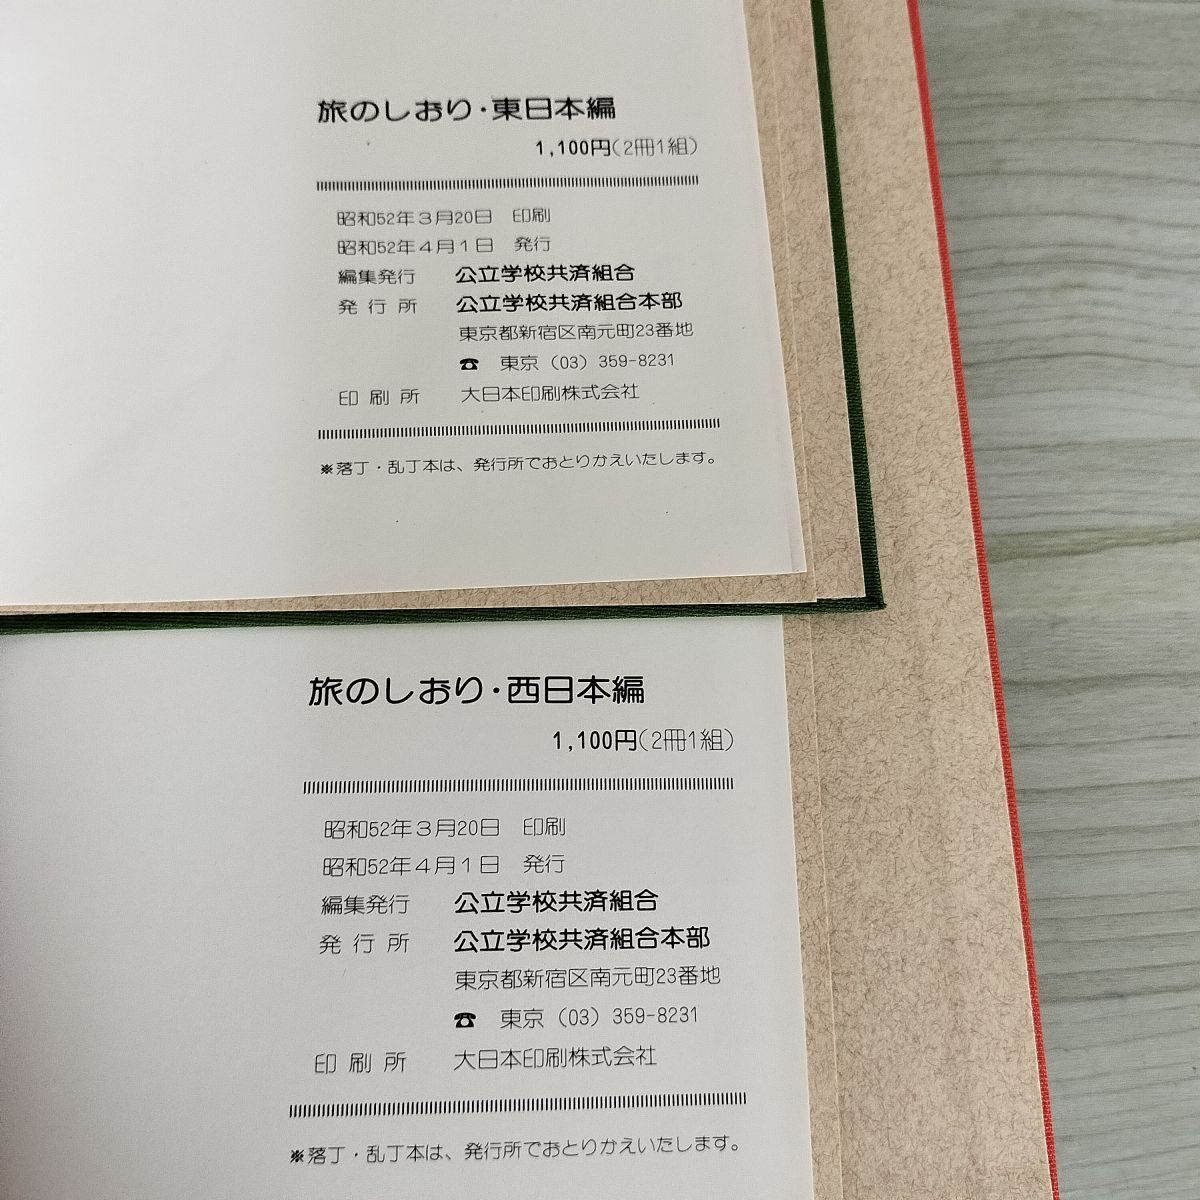 旅のしおり・東日本編
1,100円(2冊1組)
昭和52年3月20日 印刷
昭和52年4月1日 発行
編集発行 公立学校共済組合
発行所 公立学校共済組合本部
東京都新宿区南元町23番地
☎ 東京(03)359-8231
印刷所 大日本印刷株式会社
※落丁・乱丁本は、発行所でおとりかえいたします。
旅のしおり・西日本編
1,100円(2冊1組)
昭和52年3月20日 印刷
昭和52年4月1日 発行
編集発行 公立学校共済組合
発行所 公立学校共済組合本部
東京都新宿区南元町23番地
☎ 東京(03)359-8231
印刷所 大日本印刷株式会社
※落丁・乱丁本は、発行所でおとりかえいたします。